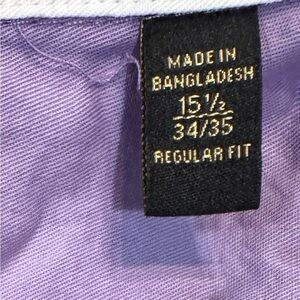 MADE IN
BANGLADESH
15½
34/35
REGULAR FIT